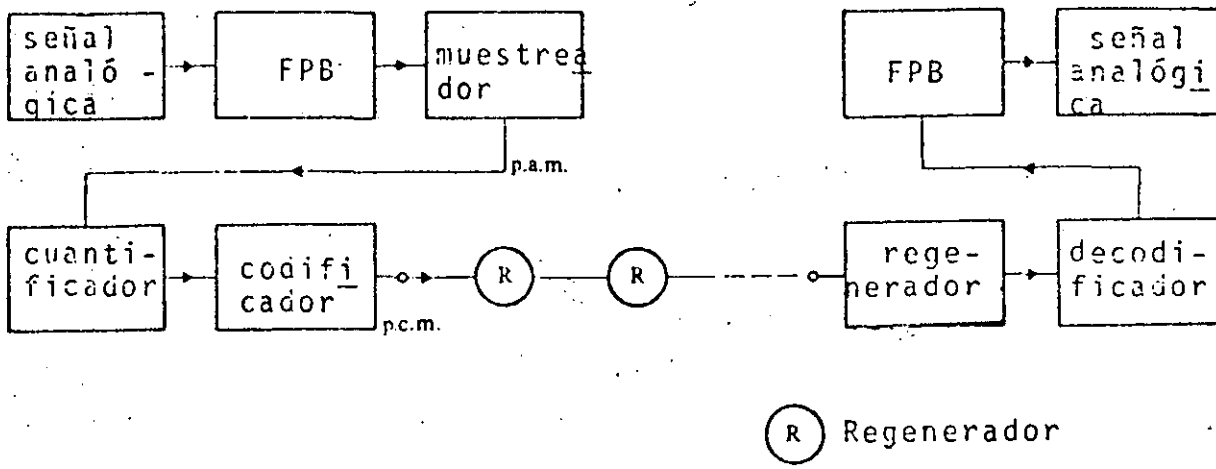 señal
analó -
gica
FPB
muestrea
dor
p.a.m.
cuanti-
ficador
codifi
cador
p.c.m.
R
R
FPB
señal
analógi
ca
rege-
nerador
decodi-
ficador
R Regenerador